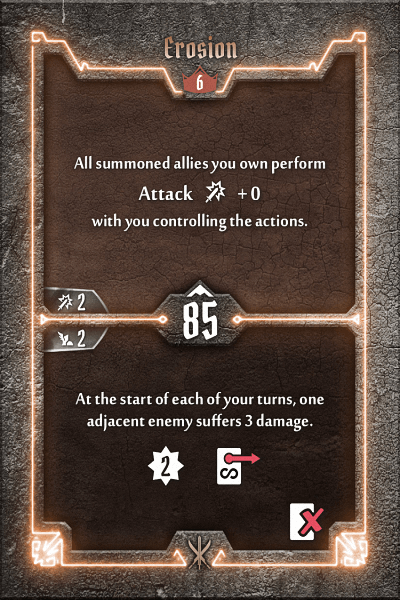 Erosion
6
All summoned allies you own perform
Attack +0
with you controlling the actions.
2
85
2
At the start of each of your turns, one
adjacent enemy suffers 3 damage.
2 S